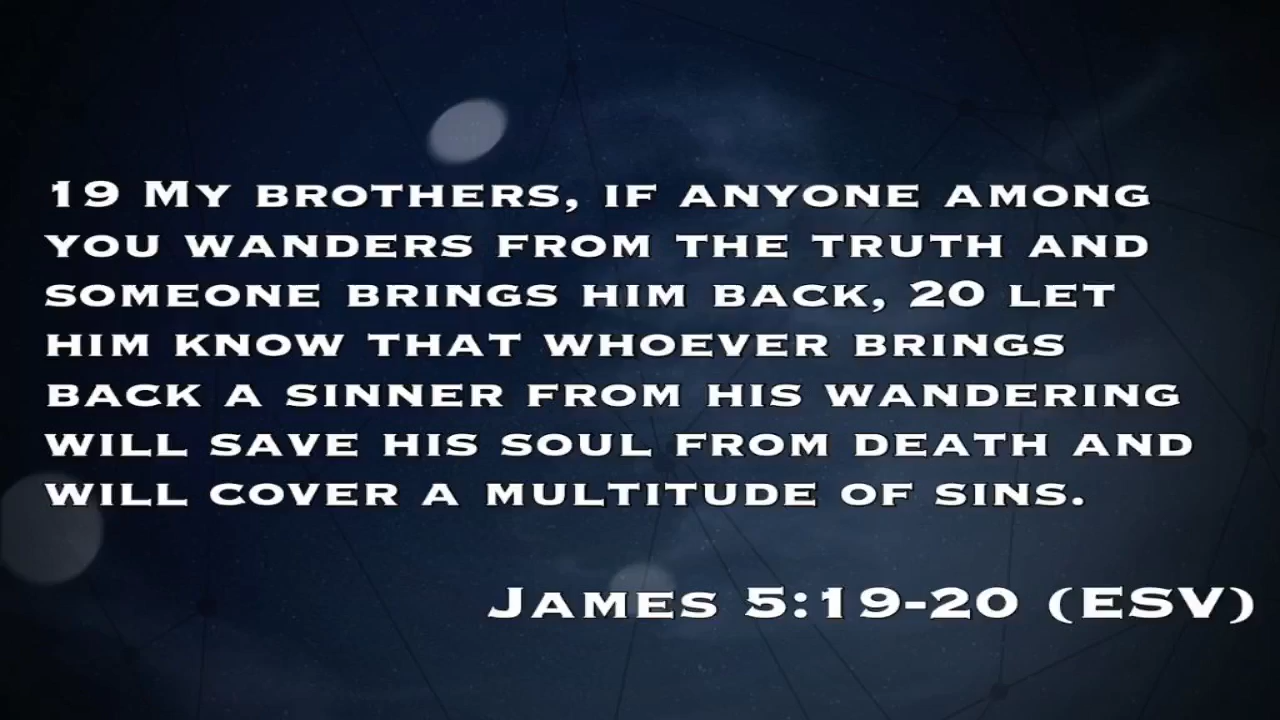 19 My brothers, if anyone among
you wanders from the truth and
someone brings him back, 20 let
him know that whoever brings
back a sinner from his wandering
will save his soul from death and
will cover a multitude of sins.
James 5:19-20 (ESV)